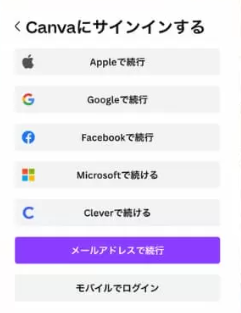 Canvaにサインインする
Appleで続行
Googleで続行
Facebookで続行
Microsoftで続ける
Cleverで続ける
メールアドレスで続行
モバイルでログイン